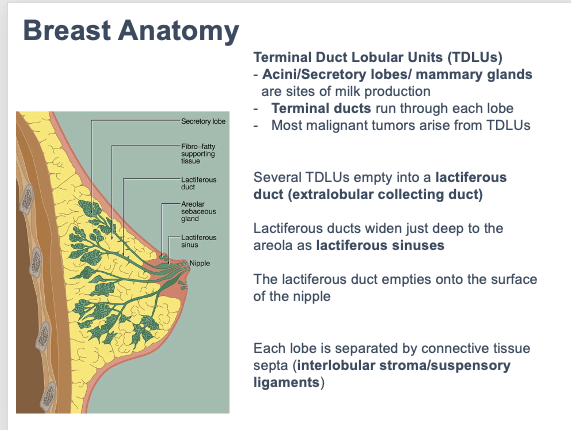 Breast Anatomy
Terminal Duct Lobular Units (TDLUs)
- Acini/Secretory lobes/ mammary glands
are sites of milk production
- Terminal ducts run through each lobe
- Most malignant tumors arise from TDLUs
Several TDLUs empty into a lactiferous
duct (extralobular collecting duct)
Lactiferous ducts widen just deep to the
areola as lactiferous sinuses
The lactiferous duct empties onto the surface
of the nipple
Each lobe is separated by connective tissue
septa (interlobular stroma/suspensory
ligaments)
Secretory lobe
Fibro-fatty
supporting
tissue
Lactiferous
duct
Areolar
sebaceous
gland
Lactiferous
sinus
Nipple